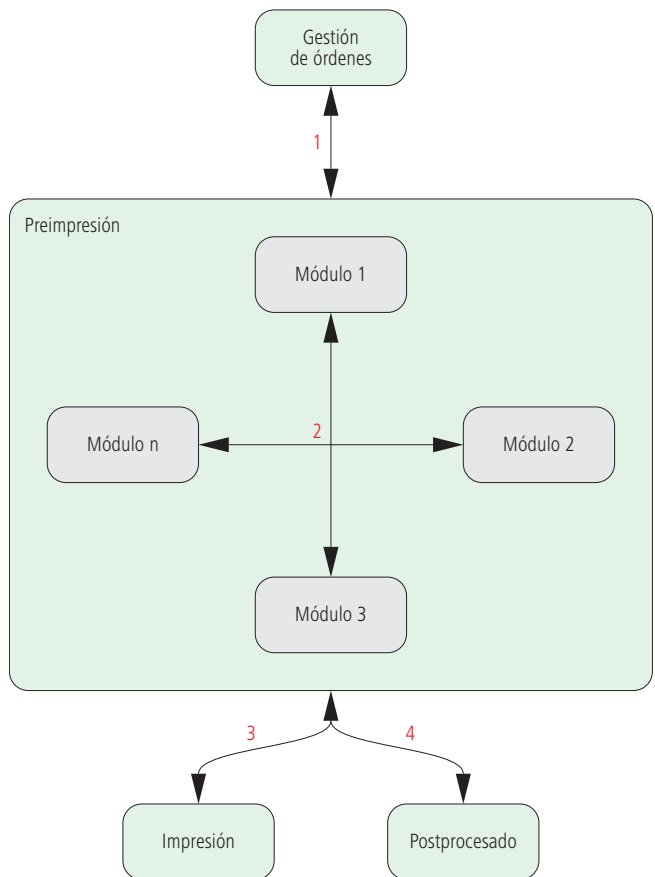 Gestión
de órdenes
1
Preimpresión
Módulo 1
2
Módulo n
Módulo 2
Módulo 3
3
4
Impresión
Postprocesado